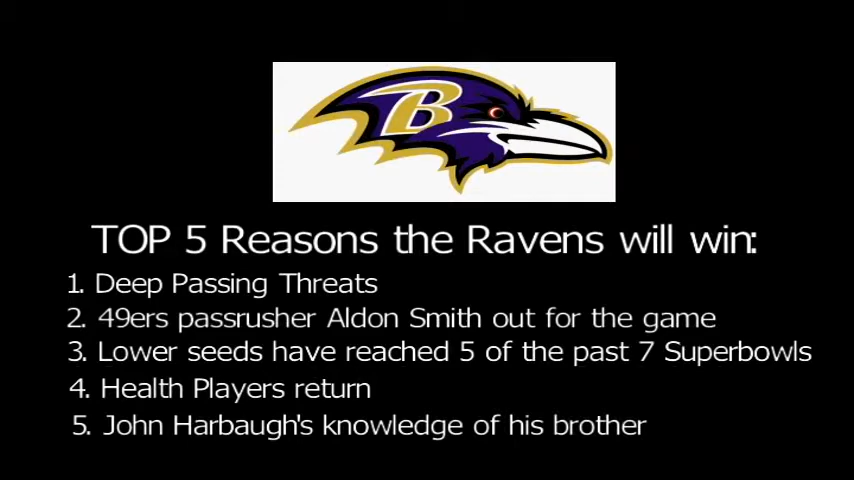 B
TOP 5 Reasons the Ravens will win:
1. Deep Passing Threats
2. 49ers passrusher Aldon Smith out for the game
3. Lower seeds have reached 5 of the past 7 Superbowls
4. Health Players return
5. John Harbaugh's knowledge of his brother